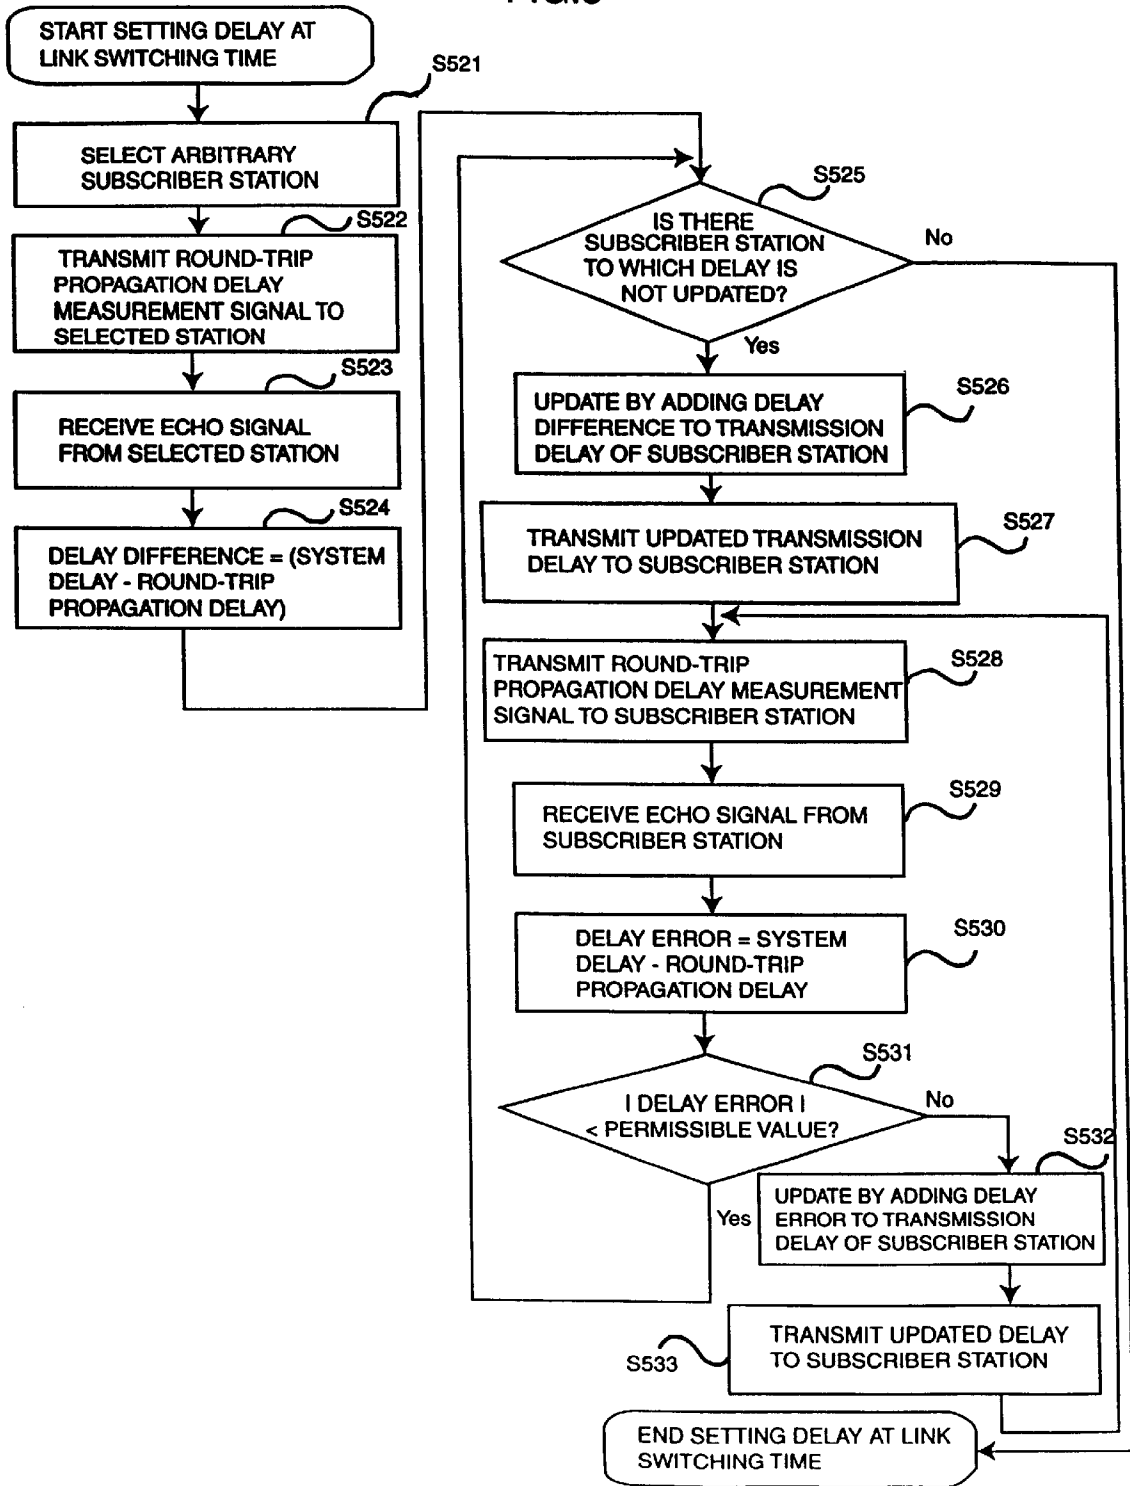 START SETTING DELAY AT
LINK SWITCHING TIME
S521
SELECT ARBITRARY
SUBSCRIBER STATION
S522
TRANSMIT ROUND-TRIP
PROPAGATION DELAY
MEASUREMENT SIGNAL TO
SELECTED STATION
S523
RECEIVE ECHO SIGNAL
FROM SELECTED STATION
S524
DELAY DIFFERENCE = (SYSTEM
DELAY - ROUND-TRIP
PROPAGATION DELAY)
S525
IS THERE
SUBSCRIBER STATION
TO WHICH DELAY IS
NOT UPDATED?
No
Yes
S526
UPDATE BY ADDING DELAY
DIFFERENCE TO TRANSMISSION
DELAY OF SUBSCRIBER STATION
S527
TRANSMIT UPDATED TRANSMISSION
DELAY TO SUBSCRIBER STATION
S528
TRANSMIT ROUND-TRIP
PROPAGATION DELAY MEASUREMENT
SIGNAL TO SUBSCRIBER STATION
S529
RECEIVE ECHO SIGNAL FROM
SUBSCRIBER STATION
S530
DELAY ERROR = SYSTEM
DELAY - ROUND-TRIP
PROPAGATION DELAY
S531
I DELAY ERROR I
< PERMISSIBLE VALUE?
No
Yes
S532
UPDATE BY ADDING DELAY
ERROR TO TRANSMISSION
DELAY OF SUBSCRIBER STATION
S533
TRANSMIT UPDATED DELAY
TO SUBSCRIBER STATION
END SETTING DELAY AT LINK
SWITCHING TIME